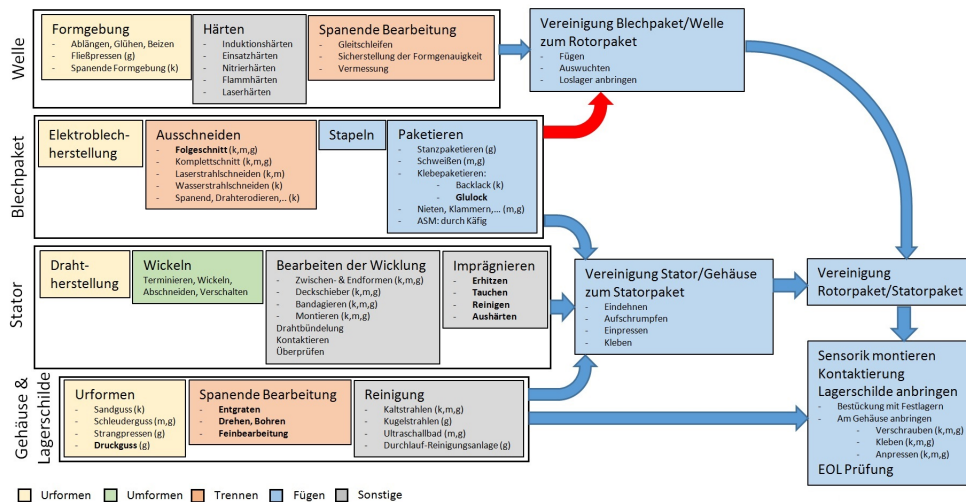 Welle
Formgebung
- Ablängen, Glühen, Beizen
- Fließpressen (g)
- Spanende Formgebung (k)
Härten
- Induktionshärten
- Einsatzhärten
- Nitrierhärten
- Flammhärten
- Laserhärten
Spanende Bearbeitung
- Gleitschleifen
- Sicherstellung der Formgenauigkeit
- Vermessung
Vereinigung Blechpaket/Welle
zum Rotorpaket
- Fügen
- Auswuchten
- Loslager anbringen
Blechpaket
Elektroblech-
herstellung
Ausschneiden
- Folgeschnitt (k,m,g)
- Komplettschnitt (k,m,g)
- Laserstrahlschneiden (k,m)
- Wasserstrahlschneiden (k)
- Spanend, Drahterodieren,.. (k)
Stapeln
Paketieren
- Stanzpaketieren (g)
- Schweißen (m,g)
- Klebepaketieren:
- Backlack (k)
- Glulock
- Nieten, Klammern,... (m,g)
- ASM: durch Käfig
Stator
Draht-
herstellung
Wickeln
Terminieren, Wickeln,
Abschneiden, Verschalten
Bearbeiten der Wicklung
- Zwischen- & Endformen (k,m,g)
- Deckschieber (k,m,g)
- Bandagieren (k,m,g)
- Montieren (k,m,g)
Drahtbündelung
Kontaktieren
Überprüfen
Imprägnieren
- Erhitzen
- Tauchen
- Reinigen
- Aushärten
Vereinigung Stator/Gehäuse
zum Statorpaket
- Eindehnen
- Aufschrumpfen
- Einpressen
- Kleben
Vereinigung
Rotorpaket/Statorpaket
Gehäuse &
Lagerschilde
Urformen
- Sandguss (k)
- Schleuderguss (m,g)
- Strangpressen (g)
- Druckguss (g)
Spanende Bearbeitung
- Entgraten
- Drehen, Bohren
- Feinbearbeitung
Reinigung
- Kaltstrahlen (k,m,g)
- Kugelstrahlen (g)
- Ultraschallbad (m,g)
- Durchlauf-Reinigungsanlage (g)
Sensorik montieren
Kontaktierung
Lagerschilde anbringen
- Bestückung mit Festlagern
- Am Gehäuse anbringen
- Verschrauben (k,m,g)
- Kleben (k,m,g)
- Anpressen (k,m,g)
EOL Prüfung
Urformen
Umformen
Trennen
Fügen
Sonstige